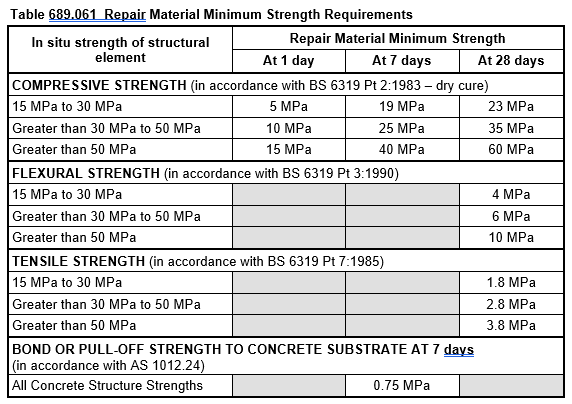 Table 689.061 Repair Material Minimum Strength Requirements
In situ strength of structural element
Repair Material Minimum Strength
At 1 day At 7 days At 28 days
COMPRESSIVE STRENGTH (in accordance with BS 6319 Pt 2:1983 – dry cure)
15 MPa to 30 MPa 5 MPa 19 MPa 23 MPa
Greater than 30 MPa to 50 MPa 10 MPa 25 MPa 35 MPa
Greater than 50 MPa 15 MPa 40 MPa 60 MPa
FLEXURAL STRENGTH (in accordance with BS 6319 Pt 3:1990)
15 MPa to 30 MPa 4 MPa
Greater than 30 MPa to 50 MPa 6 MPa
Greater than 50 MPa 10 MPa
TENSILE STRENGTH (in accordance with BS 6319 Pt 7:1985)
15 MPa to 30 MPa 1.8 MPa
Greater than 30 MPa to 50 MPa 2.8 MPa
Greater than 50 MPa 3.8 MPa
BOND OR PULL-OFF STRENGTH TO CONCRETE SUBSTRATE AT 7 days
(in accordance with AS 1012.24)
All Concrete Structure Strengths 0.75 MPa